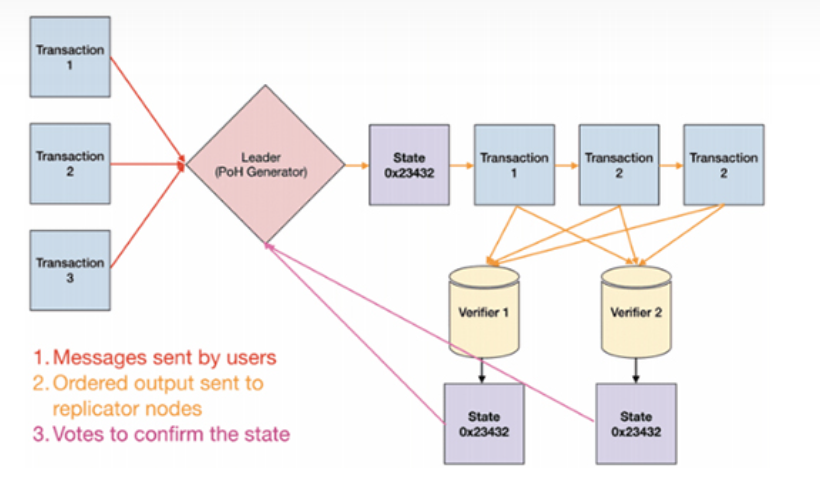 Transaction
1
Transaction
2
Transaction
3
Leader
(PoH Generator)
State
0x23432
Transaction
1
Transaction
2
Transaction
2
Verifier 1
Verifier 2
State
0x23432
State
0x23432
1. Messages sent by users
2. Ordered output sent to
replicator nodes
3. Votes to confirm the state